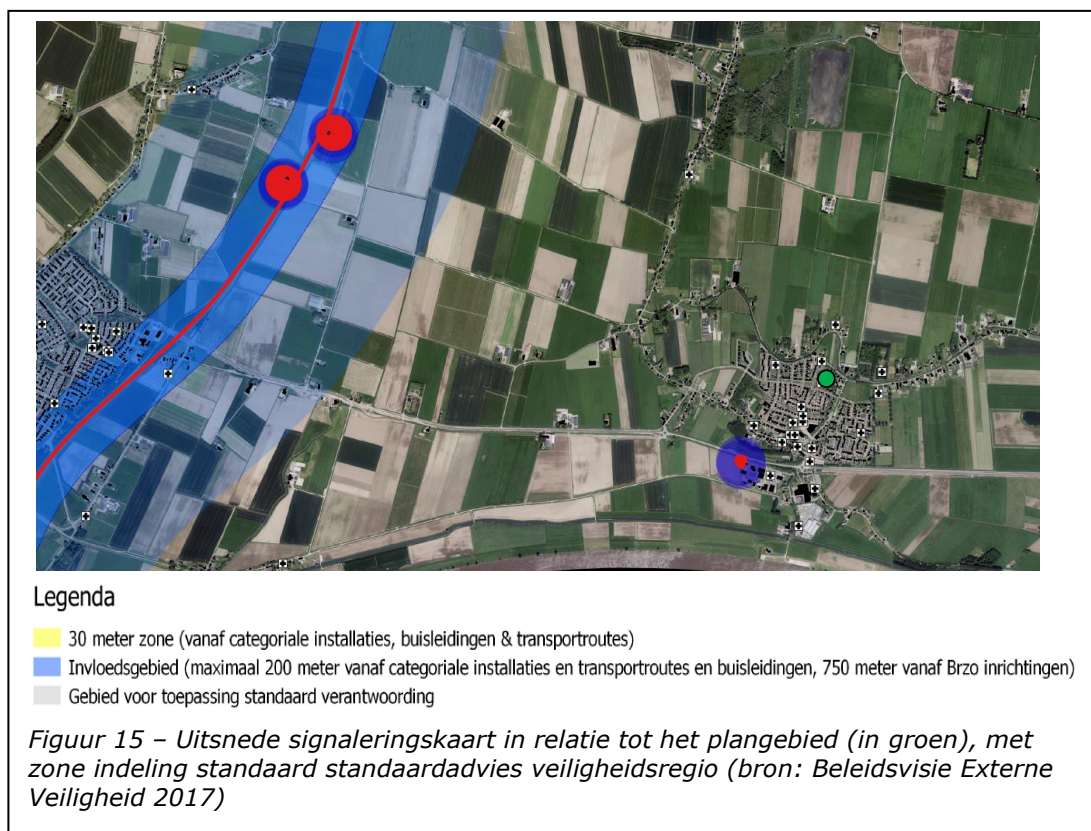 Legenda
30 meter zone (vanaf categoriale installaties, buisleidingen & transportroutes)
Invloedsgebied (maximaal 200 meter vanaf categoriale installaties en transportroutes en buisleidingen, 750 meter vanaf Brzo inrichtingen)
Gebied voor toepassing standaard verantwoording
Figuur 15 – Uitsnede signaleringskaart in relatie tot het plangebied (in groen), met
zone indeling standaard standaardadvies veiligheidsregio (bron: Beleidsvisie Externe
Veiligheid 2017)